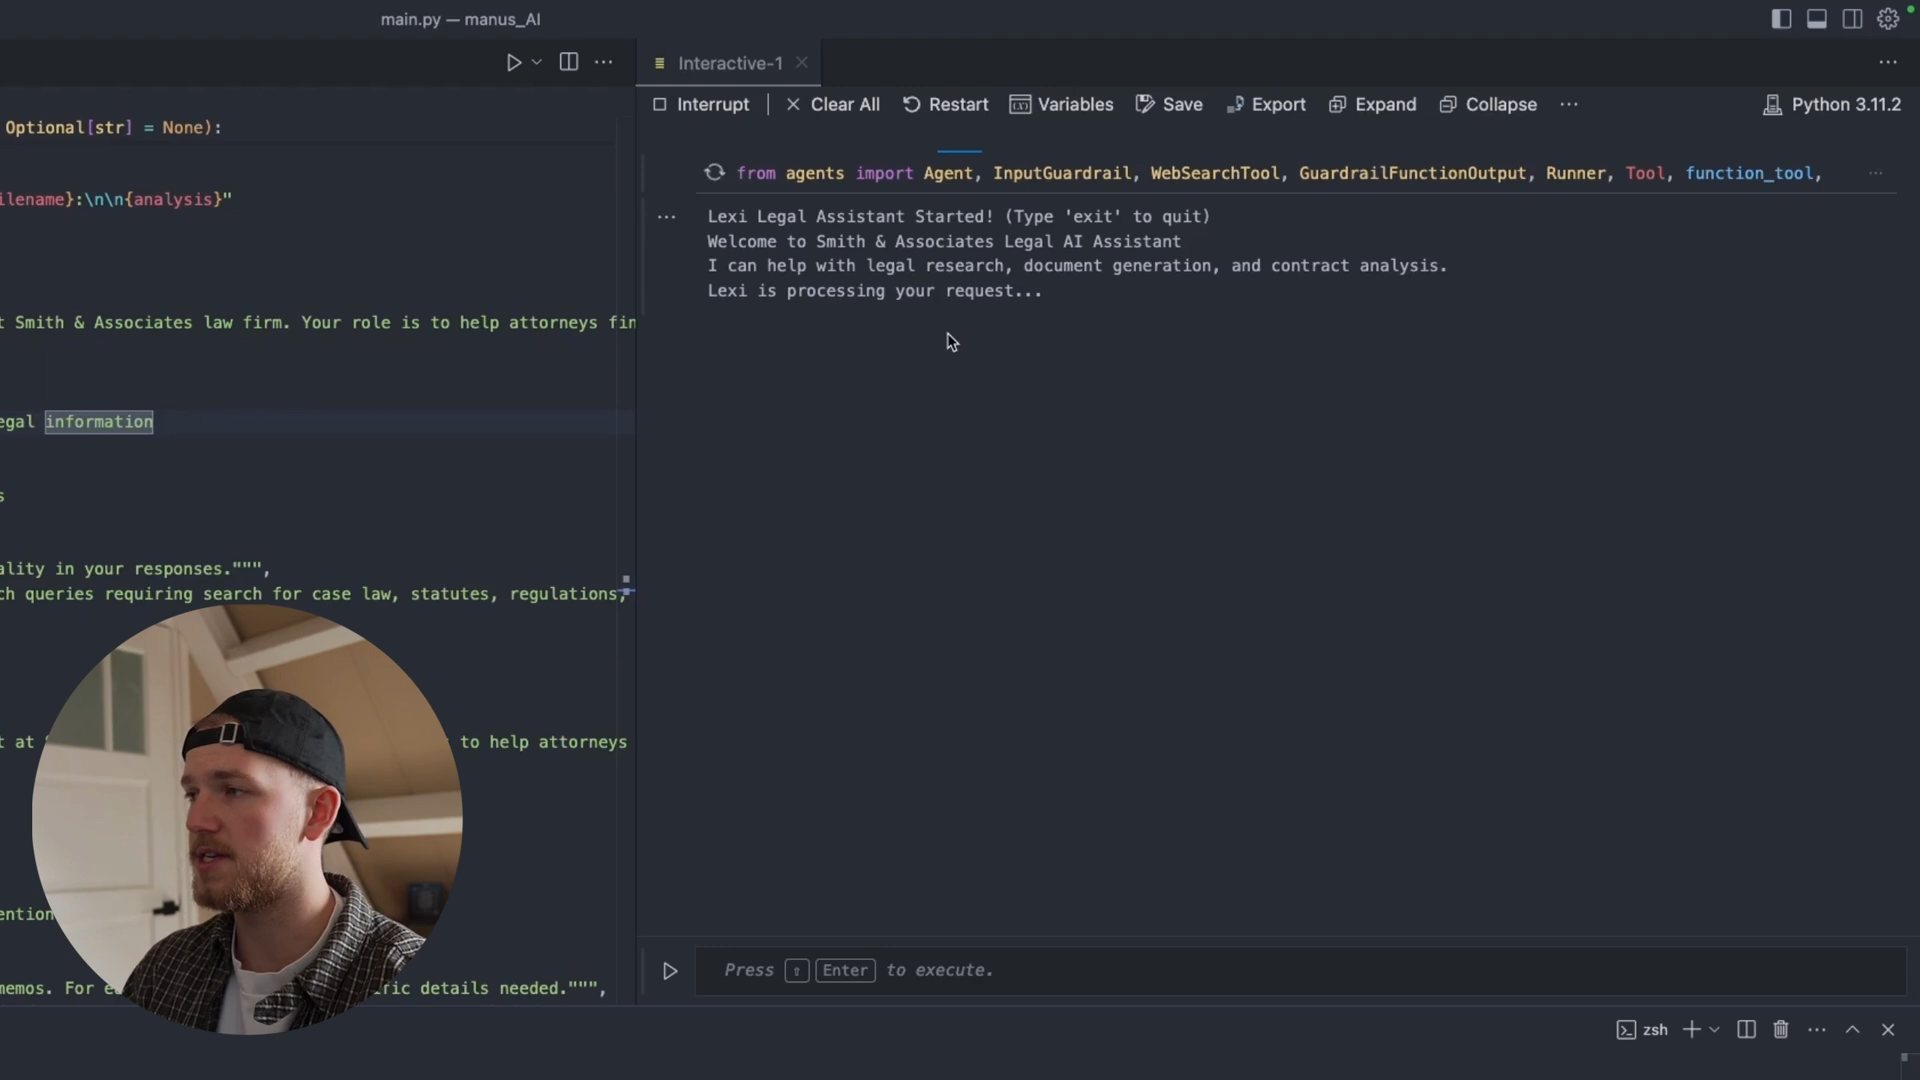 main.py — manus_AI
Interactive-1
Interrupt
Clear All
Restart
Variables
Save
Export
Expand
Collapse
Python 3.11.2
Optional[str] = None):
ilename}:\n\n{analysis}"
t Smith & Associates law firm. Your role is to help attorneys fin
egal information
s
ality in your responses.""",
ch queries requiring search for case law, statutes, regulations,
t at
to help attorneys
ention
memos. For e
ific details needed.""",
from agents import Agent, InputGuardrail, WebSearchTool, GuardrailFunctionOutput, Runner, Tool, function_tool,
Lexi Legal Assistant Started! (Type 'exit' to quit)
Welcome to Smith & Associates Legal AI Assistant
I can help with legal research, document generation, and contract analysis.
Lexi is processing your request...
Press ⇧ Enter to execute.
zsh